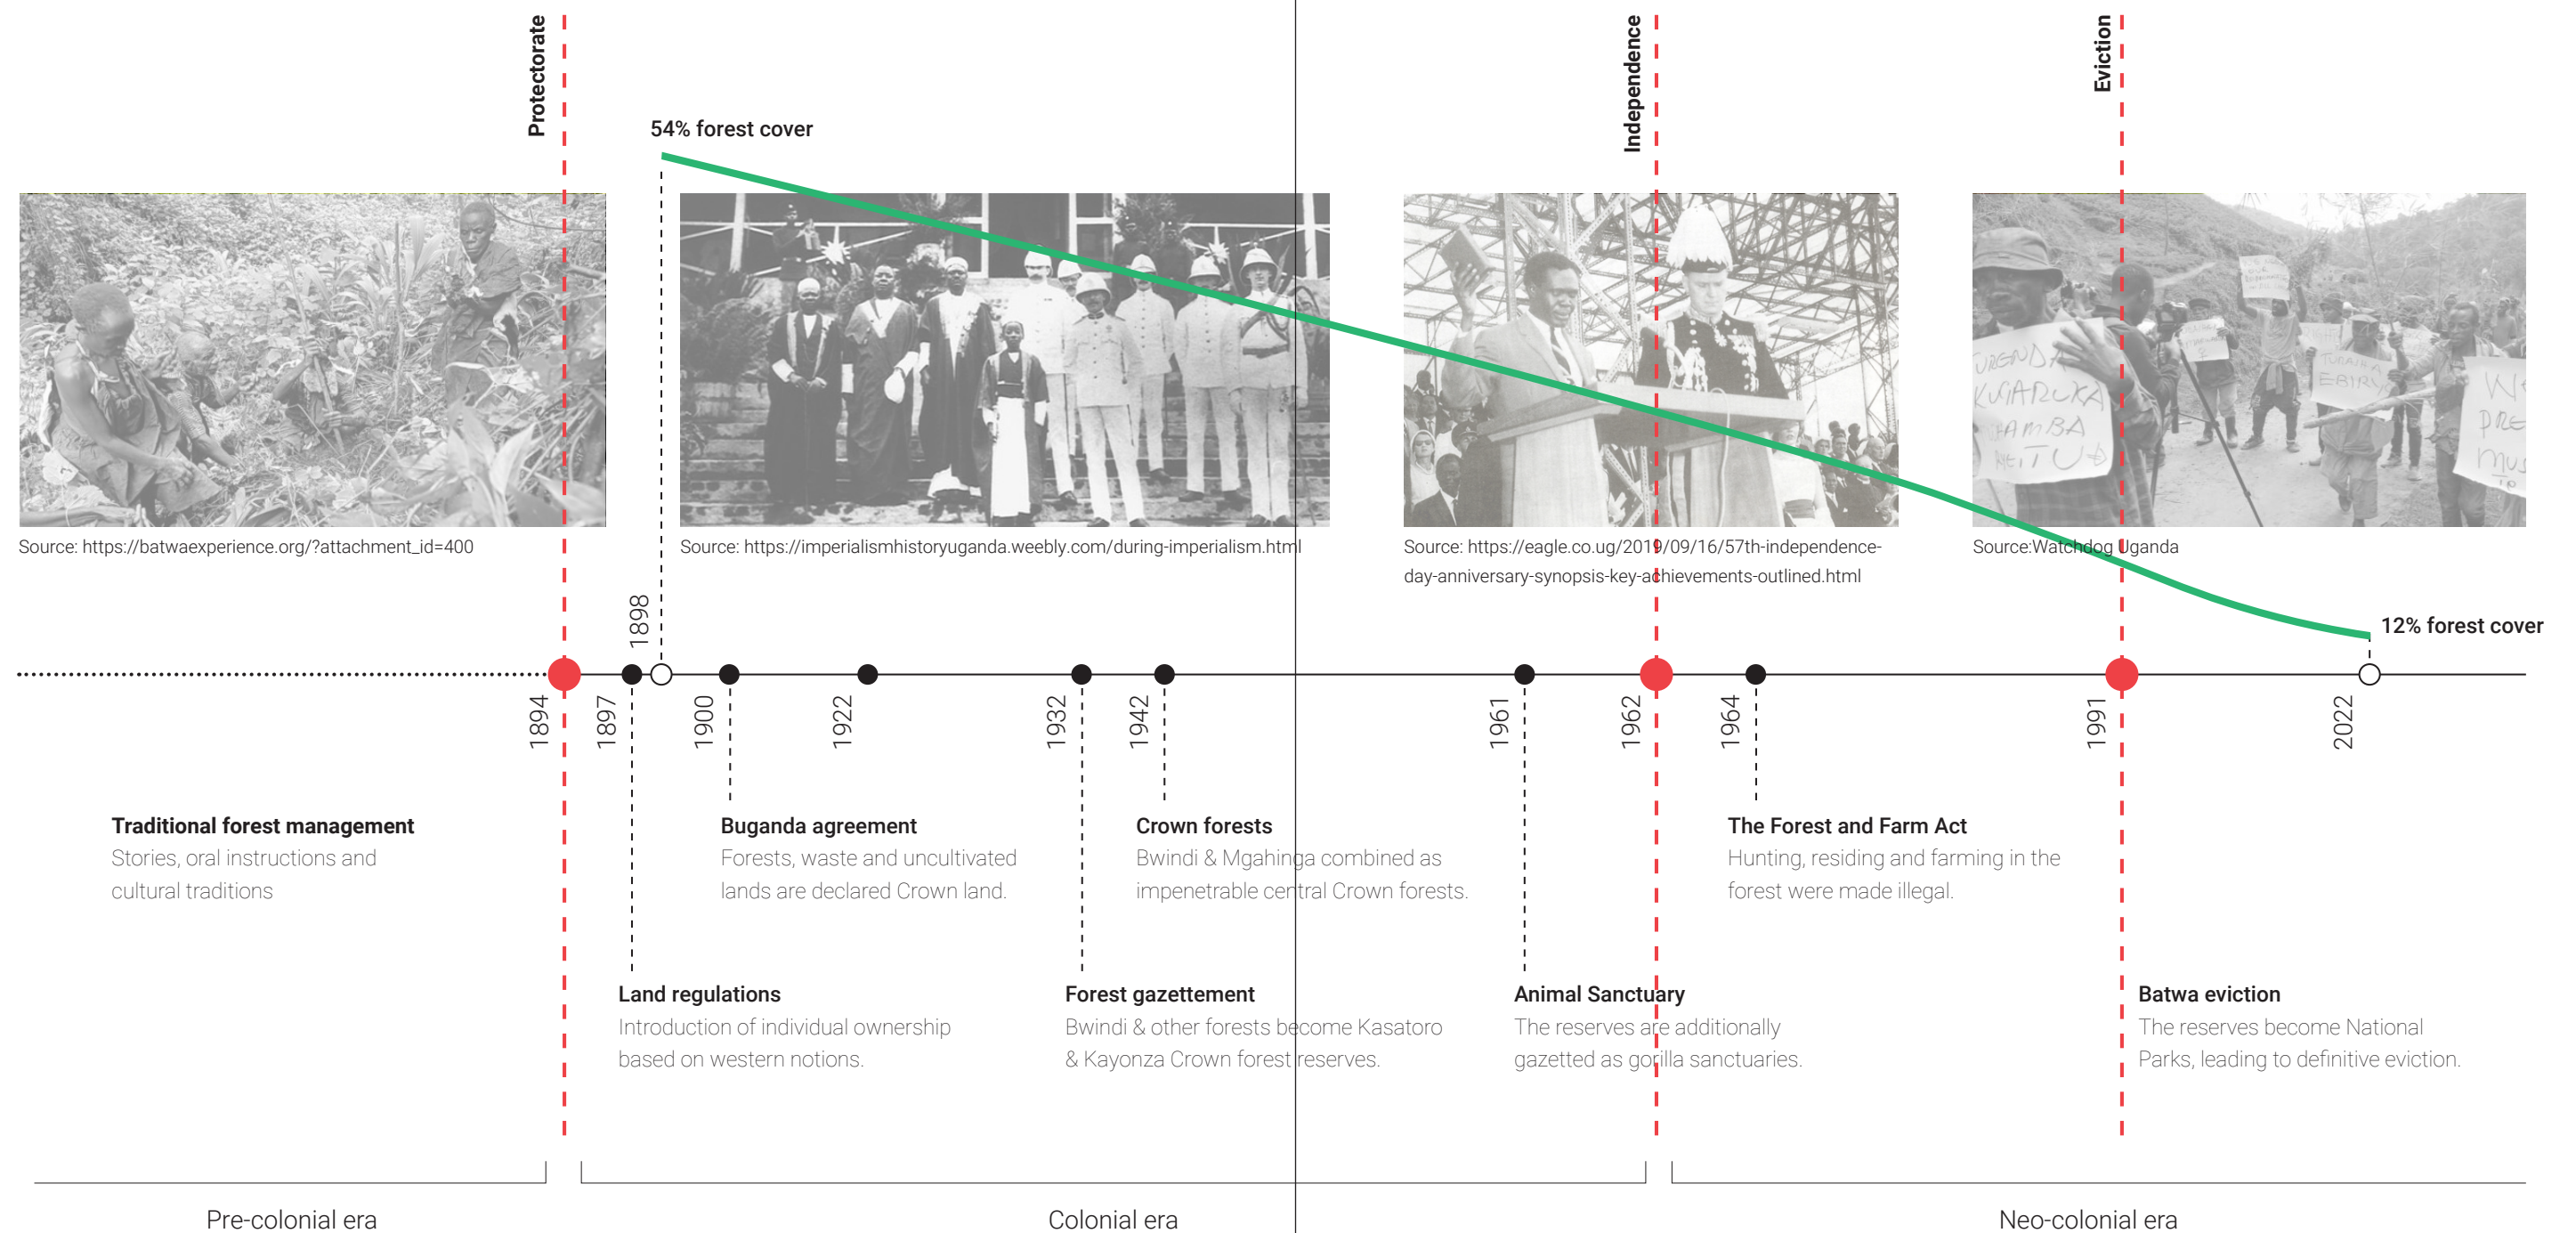 Protectorate
Independence
Eviction
54% forest cover
KUGARUKA
EBIRY
Source: https://batwaexperience.org/?attachment_id=400
Source: https://imperialismhistoryuganda.weebly.com/during-imperialism.html
Source: https://eagle.co.ug/2019/09/16/57th-independence-
day-anniversary-synopsis-key-achievements-outlined.html
Source:Watchdog Uganda
12% forest cover
1894
1897
1898
1900
1922
1932
1942
1961
1962
1964
1991
2022
Traditional forest management
Stories, oral instructions and
cultural traditions
Buganda agreement
Forests, waste and uncultivated
lands are declared Crown land.
Crown forests
Bwindi & Mgahinga combined as
impenetrable central Crown forests.
The Forest and Farm Act
Hunting, residing and farming in the
forest were made illegal.
Land regulations
Introduction of individual ownership
based on western notions.
Forest gazettement
Bwindi & other forests become Kasatoro
& Kayonza Crown forest reserves.
Animal Sanctuary
The reserves are additionally
gazetted as gorilla sanctuaries.
Batwa eviction
The reserves become National
Parks, leading to definitive eviction.
Pre-colonial era
Colonial era
Neo-colonial era